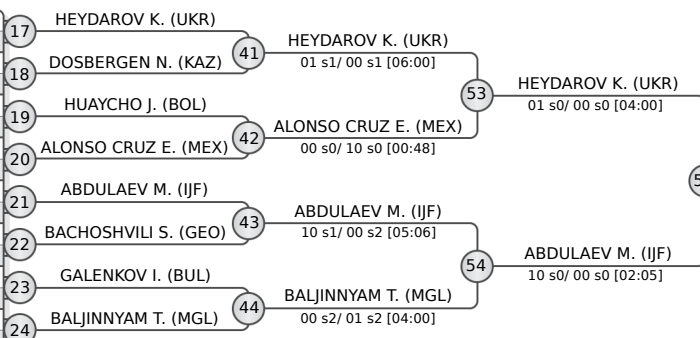 17 HEYDAROV K. (UKR)
18 DOSBERGEN N. (KAZ)
19 HUAYCHO J. (BOL)
20 ALONSO CRUZ E. (MEX)
21 ABDULAEV M. (IJF)
22 BACHOSHVILI S. (GEO)
23 GALENKOV I. (BUL)
24 BALJINNYAM T. (MGL)
41 HEYDAROV K. (UKR)
01 s1/ 00 s1 [06:00]
42 ALONSO CRUZ E. (MEX)
00 s0/ 10 s0 [00:48]
43 ABDULAEV M. (IJF)
10 s1/ 00 s2 [05:06]
44 BALJINNYAM T. (MGL)
00 s2/ 01 s2 [04:00]
53 HEYDAROV K. (UKR)
01 s0/ 00 s0 [04:00]
54 ABDULAEV M. (IJF)
10 s0/ 00 s0 [02:05]